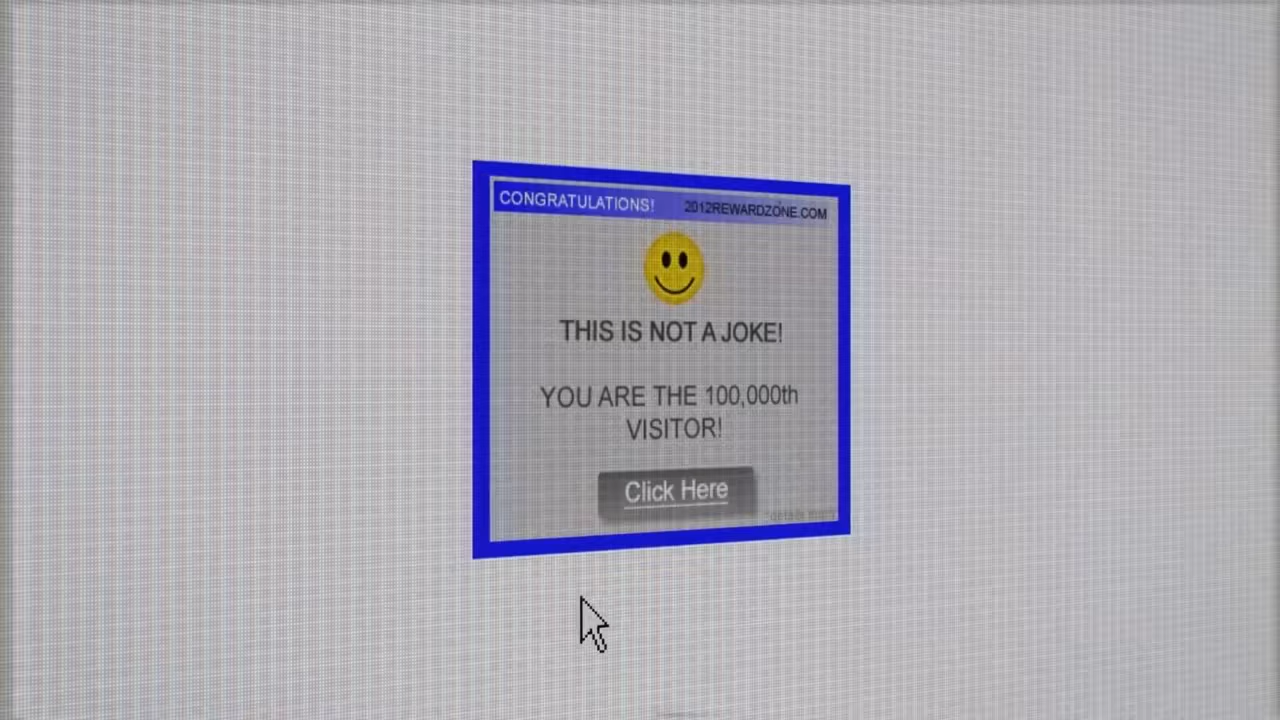 CONGRATULATIONS! 2012REWARDZONE.COM
THIS IS NOT A JOKE!
YOU ARE THE 100,000th
VISITOR!
Click Here